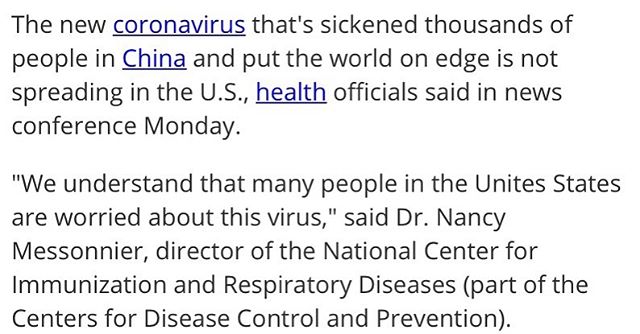 The new coronavirus that's sickened thousands of
people in China and put the world on edge is not
spreading in the U.S., health officials said in news
conference Monday.
"We understand that many people in the Unites States
are worried about this virus," said Dr. Nancy
Messonnier, director of the National Center for
Immunization and Respiratory Diseases (part of the
Centers for Disease Control and Prevention).